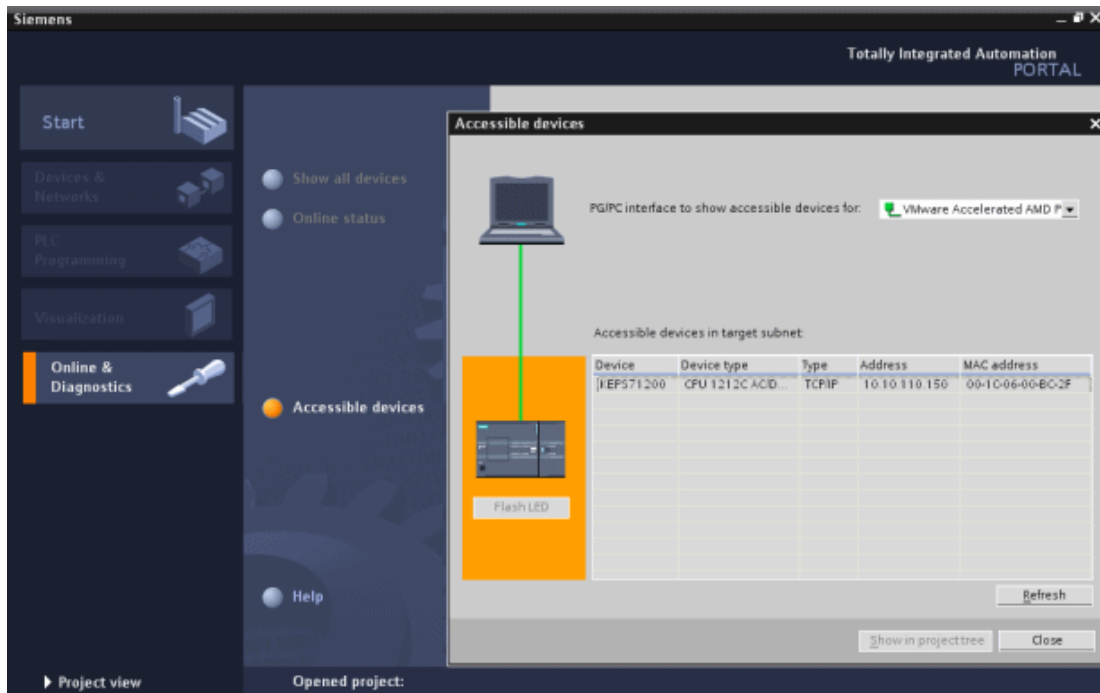 Siemens
Totally Integrated Automation
PORTAL
Start
Devices &
Networks
PLC
Programming
Visualization
Online &
Diagnostics
Show all devices
Online status
Accessible devices
Help
Accessible devices
PG/PC interface to show accessible devices for:
VMware Accelerated AMD P
Accessible devices in target subnet:
Device Device type Type Address MAC address
KEPS71200 CPU 1212C ACID... TCP/IP 10.10.110.150 00-1C-06-00-BC-2F
Flash LED
Refresh
Show in project tree Close
Project view
Opened project: